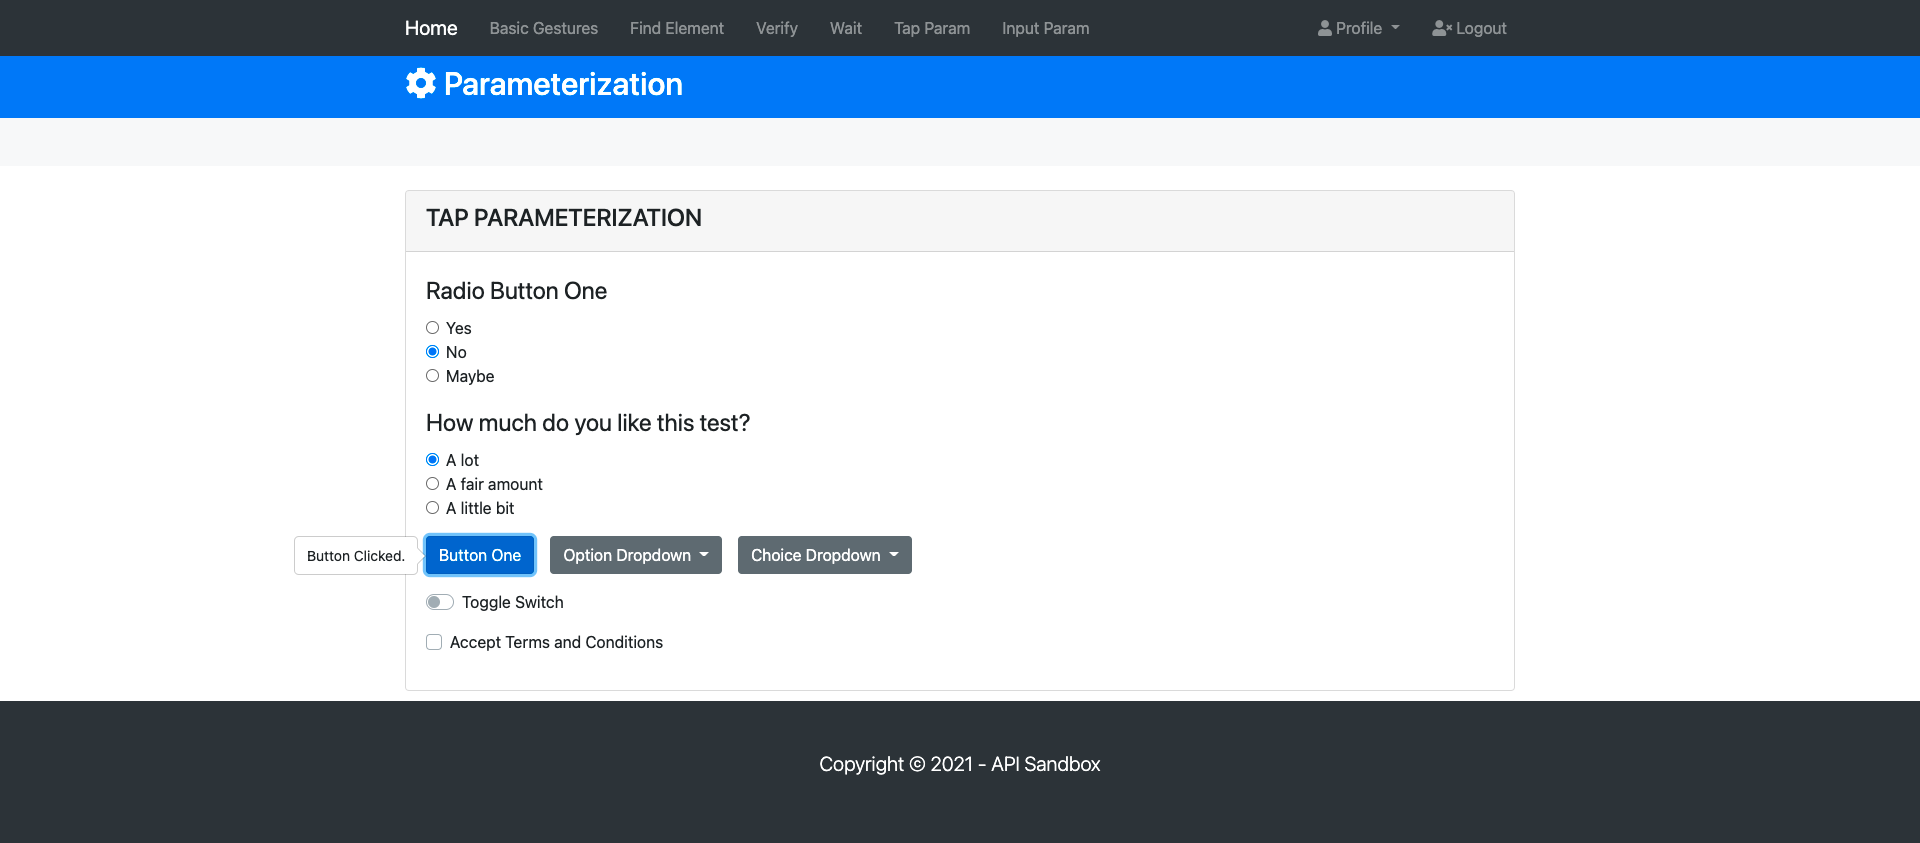 Home Basic Gestures Find Element Verify Wait Tap Param Input Param Profile Logout
Parameterization
TAP PARAMETERIZATION
Radio Button One
Yes
No
Maybe
How much do you like this test?
A lot
A fair amount
A little bit
Button Clicked. Button One Option Dropdown Choice Dropdown
Toggle Switch
Accept Terms and Conditions
Copyright © 2021 - API Sandbox